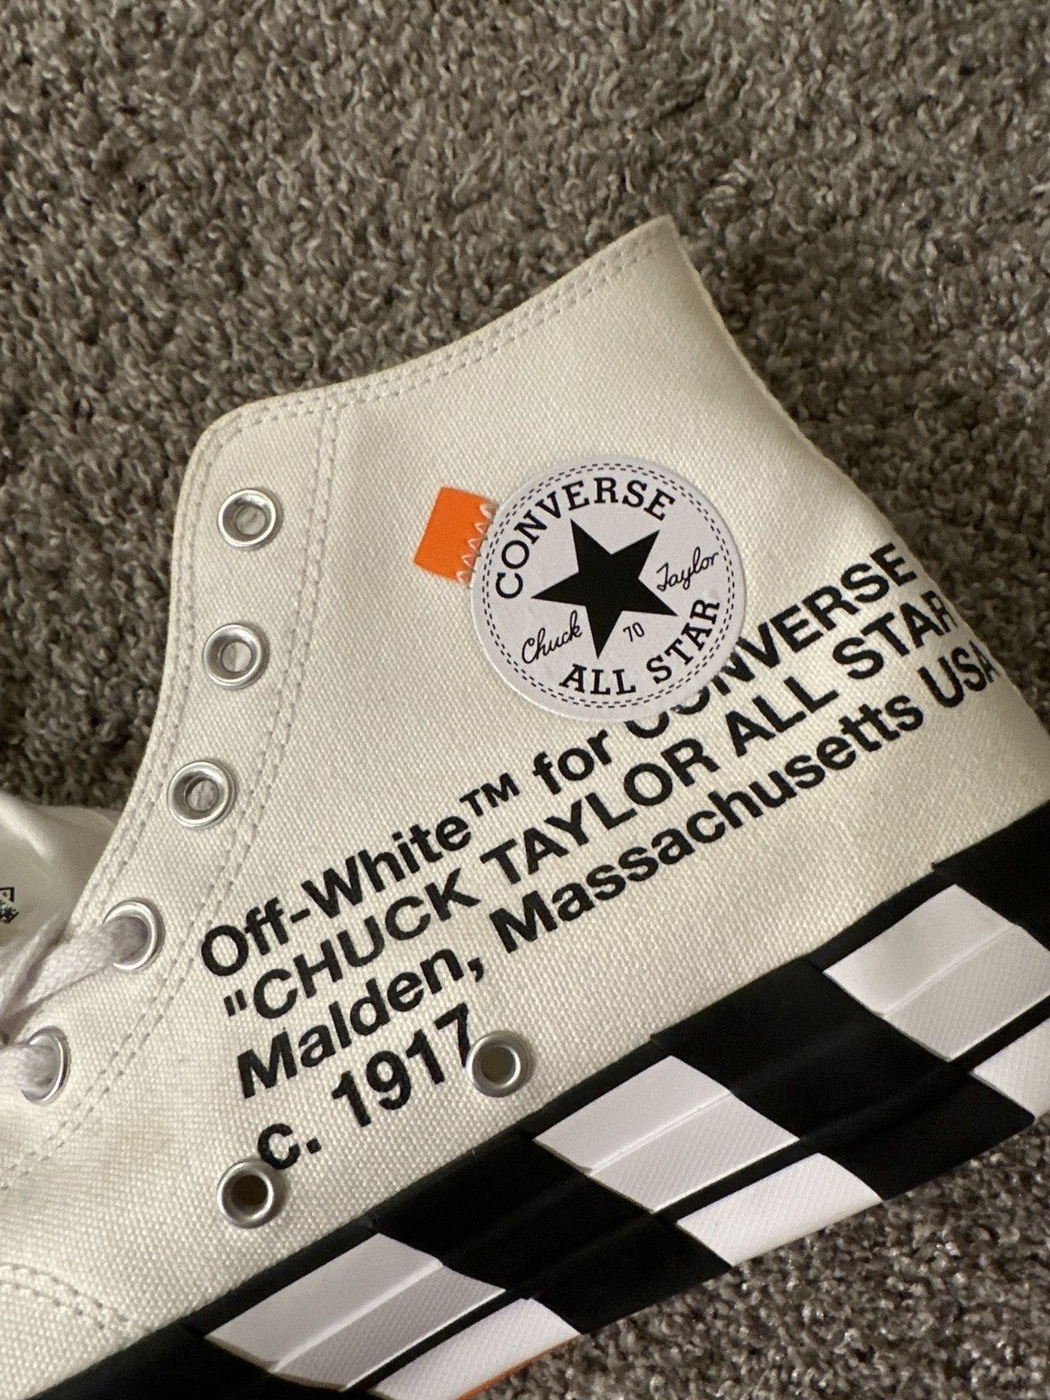 CONVERSE
Chuck Taylor
70
ALL STAR
Off-White™ for CONVERSE
"CHUCK TAYLOR ALL STAR
Malden, Massachusetts USA
c. 1917